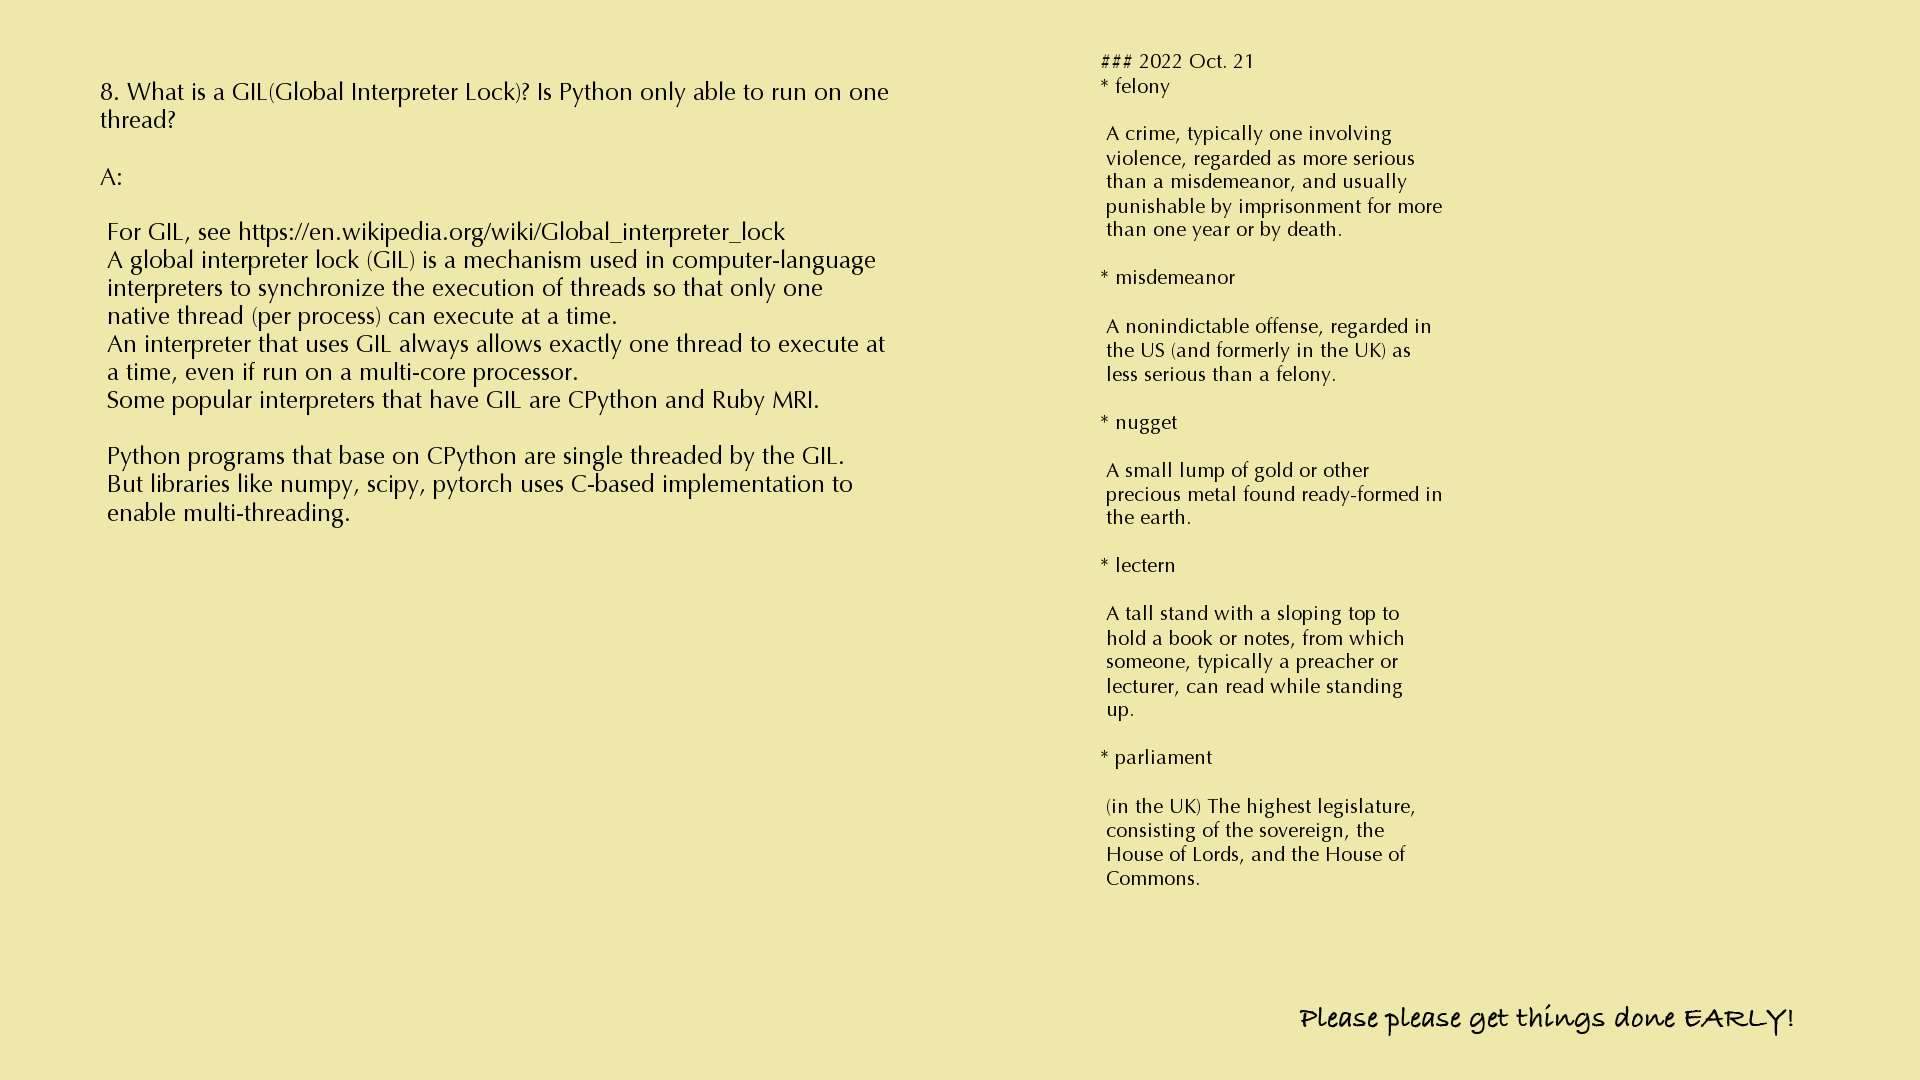 8. What is a GIL(Global Interpreter Lock)? Is Python only able to run on one
thread?
A:
For GIL, see https://en.wikipedia.org/wiki/Global_interpreter_lock
A global interpreter lock (GIL) is a mechanism used in computer-language
interpreters to synchronize the execution of threads so that only one
native thread (per process) can execute at a time.
An interpreter that uses GIL always allows exactly one thread to execute at
a time, even if run on a multi-core processor.
Some popular interpreters that have GIL are CPython and Ruby MRI.
Python programs that base on CPython are single threaded by the GIL.
But libraries like numpy, scipy, pytorch uses C-based implementation to
enable multi-threading.
### 2022 Oct. 21
* felony
A crime, typically one involving
violence, regarded as more serious
than a misdemeanor, and usually
punishable by imprisonment for more
than one year or by death.
* misdemeanor
A nonindictable offense, regarded in
the US (and formerly in the UK) as
less serious than a felony.
* nugget
A small lump of gold or other
precious metal found ready-formed in
the earth.
* lectern
A tall stand with a sloping top to
hold a book or notes, from which
someone, typically a preacher or
lecturer, can read while standing
up.
* parliament
(in the UK) The highest legislature,
consisting of the sovereign, the
House of Lords, and the House of
Commons.
Please please get things done EARLY!